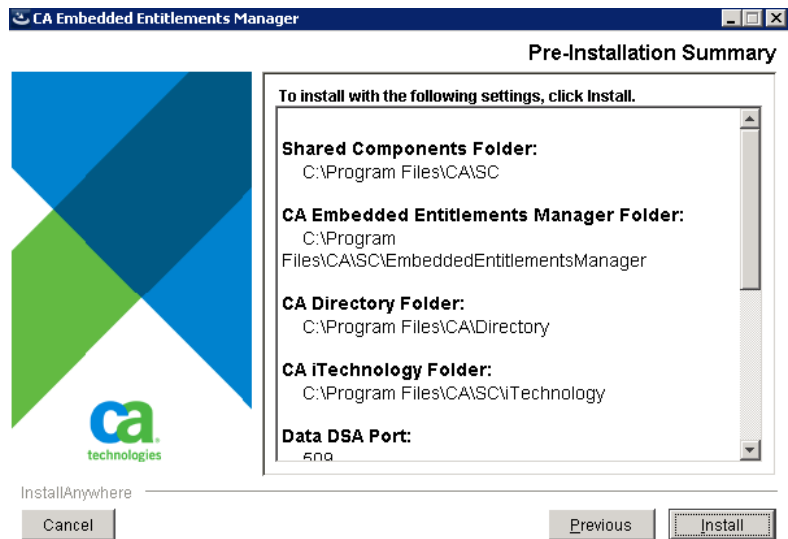 CA Embedded Entitlements Manager
Pre-Installation Summary
To install with the following settings, click Install.
Shared Components Folder:
C:\Program Files\CA\SC
CA Embedded Entitlements Manager Folder:
C:\Program
Files\CA\SC\EmbeddedEntitlementsManager
CA Directory Folder:
C:\Program Files\CA\Directory
CA iTechnology Folder:
C:\Program Files\CA\SC\iTechnology
Data DSA Port:
509
ca
technologies
InstallAnywhere
Cancel
Previous
Install